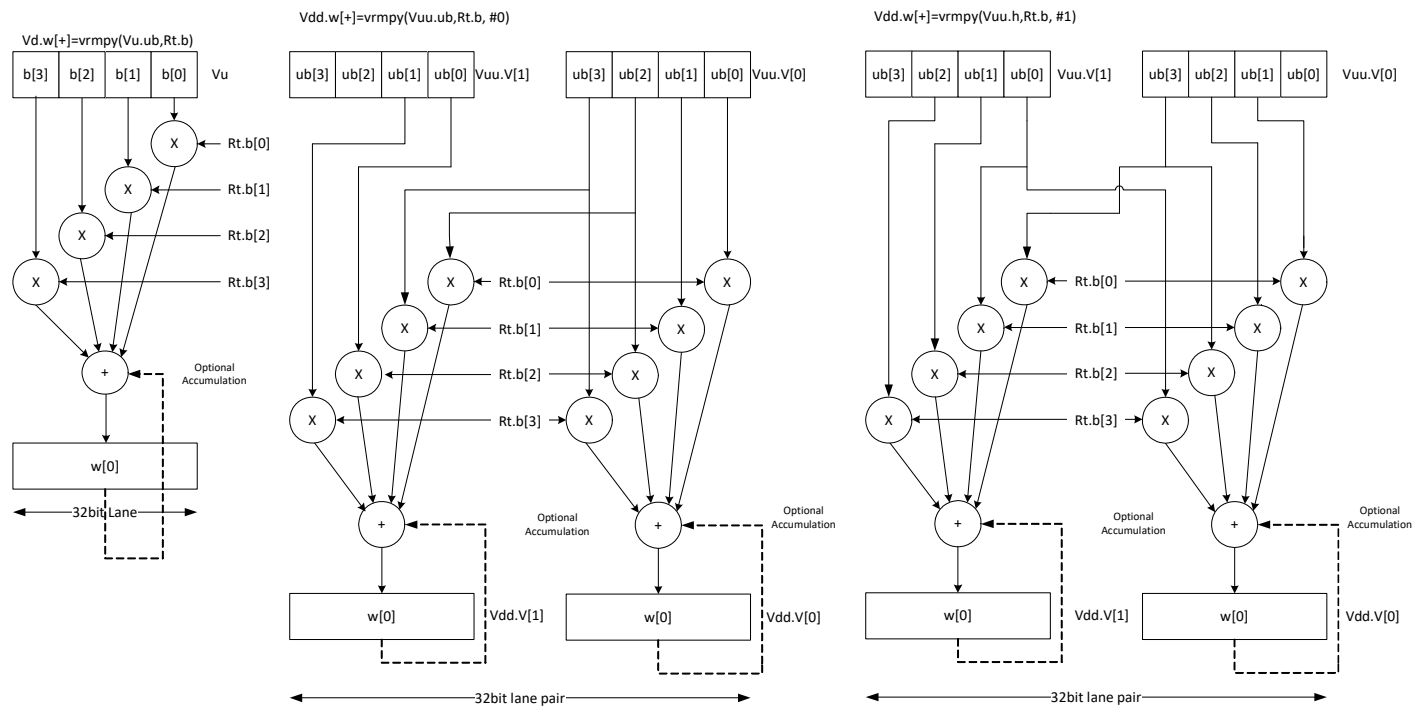 Vd.w[+]=vrmpy(Vu.ub,Rt.b)
b[3] b[2] b[1] b[0] Vu
X Rt.b[0]
X Rt.b[1]
X Rt.b[2]
X Rt.b[3]
+
Optional
Accumulation
w[0]
32bit Lane
Vdd.w[+]=vrmpy(Vuu.ub,Rt.b, #0)
ub[3] ub[2] ub[1] ub[0] Vuu.V[1] ub[3] ub[2] ub[1] ub[0] Vuu.V[0]
X Rt.b[0] X
X Rt.b[1] X
X Rt.b[2] X
X Rt.b[3] X
+ Optional + Optional
Accumulation Accumulation
w[0] Vdd.V[1] w[0] Vdd.V[0]
32bit lane pair
Vdd.w[+]=vrmpy(Vuu.h,Rt.b, #1)
ub[3] ub[2] ub[1] ub[0] Vuu.V[1] ub[3] ub[2] ub[1] ub[0] Vuu.V[0]
X Rt.b[0] X
X Rt.b[1] X
X Rt.b[2] X
X Rt.b[3] X
+ Optional + Optional
Accumulation Accumulation
w[0] Vdd.V[1] w[0] Vdd.V[0]
32bit lane pair